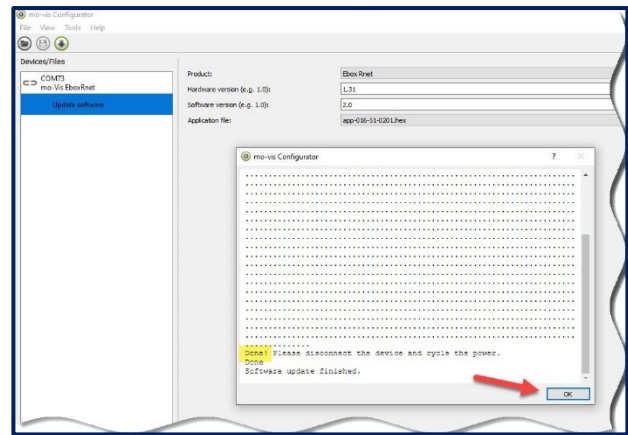 mo-vis Configurator
File View Tools Help
Devices/Files
COM73
mo-Vis EboxRnet
Update software
Product: Ebox Rnet
Hardware version (e.g. 1.0): 1.31
Software version (e.g. 1.0): 2.0
Application file: app-016-51-0201.hex
mo-vis Configurator ?
Done! Please disconnect the device and cycle the power.
Done
Software update finished.
OK